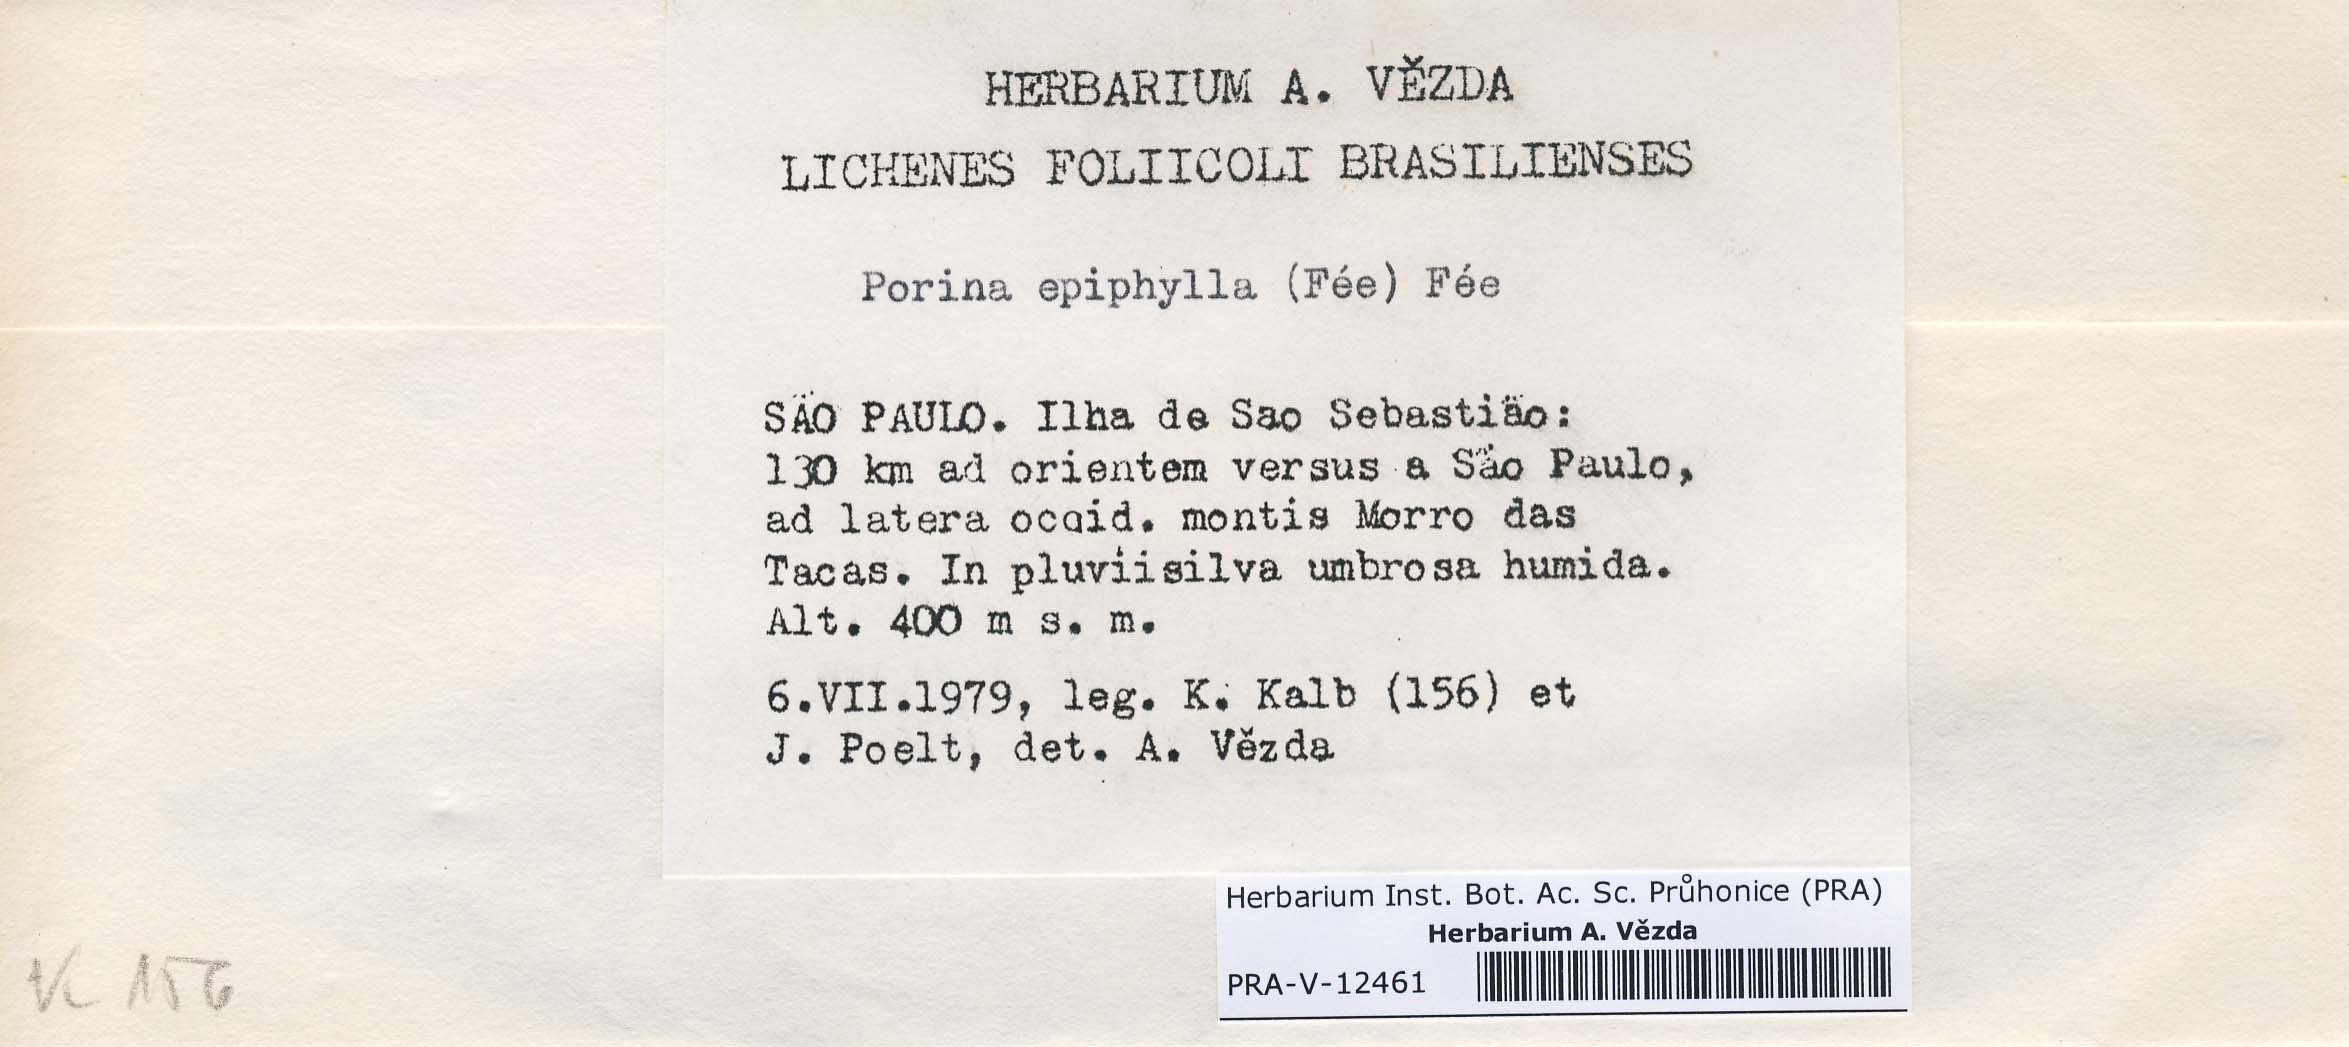 HERBARIUM A. VĚZDA
LICHENES FOLIICOLI BRASILIENSES
Porina epiphylla (Fée) Fée
SÄO PAULO. Ilha de Sao Sebastiäo:
130 km ad orientem versus a Säo Paulo,
ad latera occid. montis Morro das
Tacas. In pluviisilva umbrosa humida.
Alt. 400 m s. m.
6.VII.1979, leg. K. Kalb (156) et
J. Poelt, det. A. Vězda
Herbarium Inst. Bot. Ac. Sc. Průhonice (PRA)
Herbarium A. Vězda
PRA-V-12461
K 156